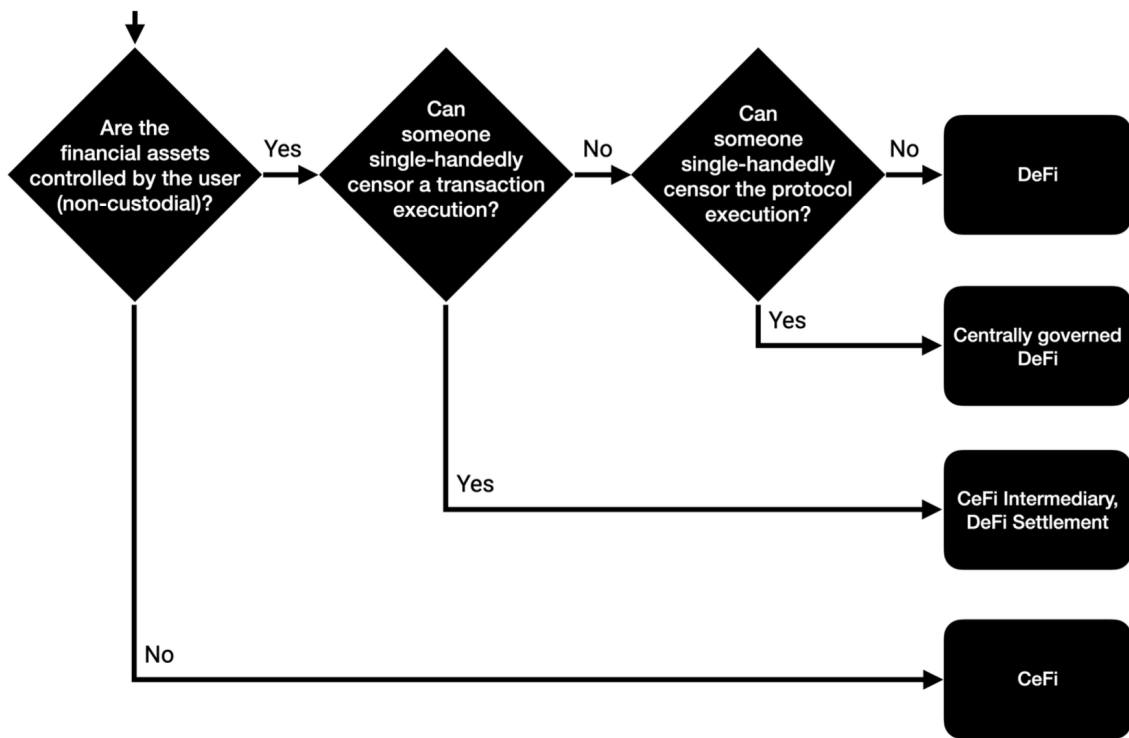 Are the
financial assets
controlled by the user
(non-custodial)?
Yes
Can
someone
single-handedly
censor a transaction
execution?
No
Can
someone
single-handedly
censor the protocol
execution?
No
DeFi
Yes
Centrally governed
DeFi
Yes
CeFi Intermediary,
DeFi Settlement
No
CeFi